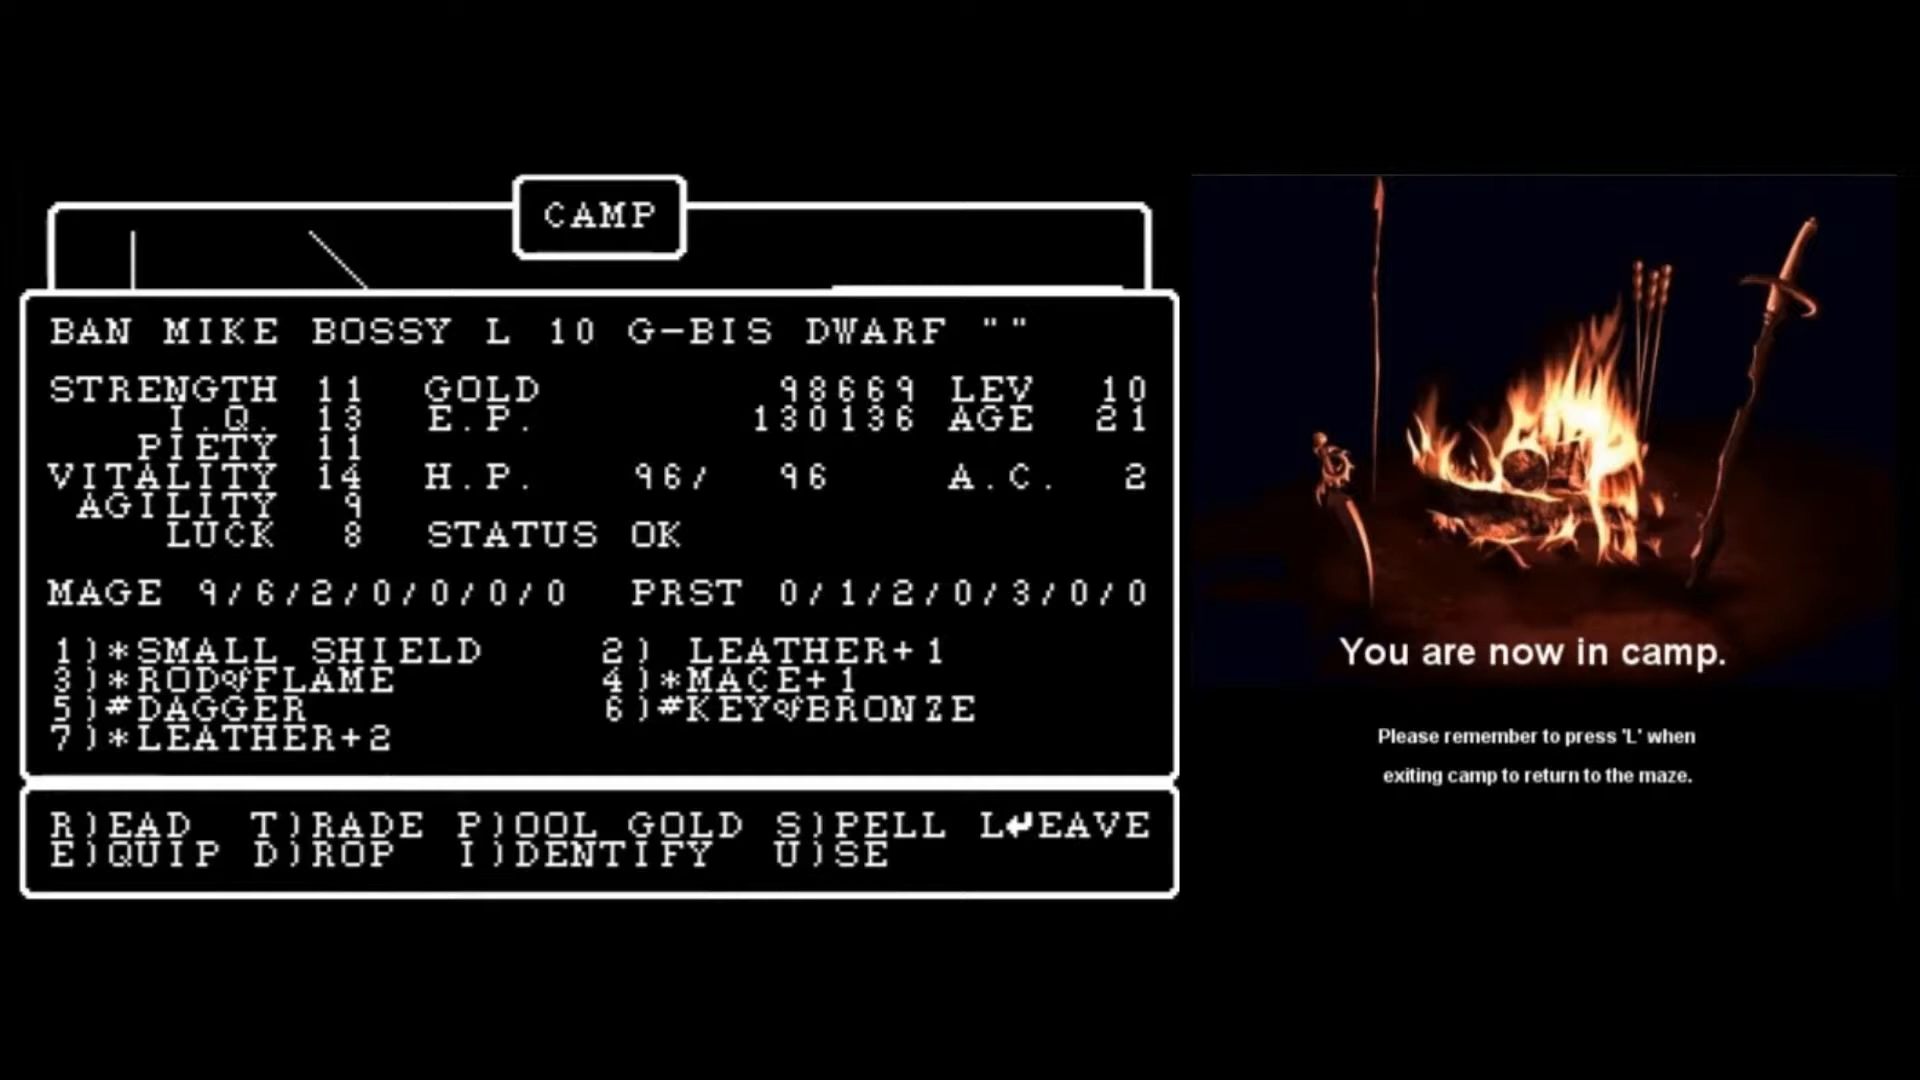 CAMP
BAN MIKE BOSSY L 10 G-BIS DWARF ""
STRENGTH 11 GOLD 98669 LEV 10
I.Q. 13 E.P. 130136 AGE 21
PIETY 11
VITALITY 14 H.P. 96/ 96 A.C. 2
AGILITY 9
LUCK 8 STATUS OK
MAGE 9/6/2/0/0/0/0 PRST 0/1/2/0/3/0/0
1)*SMALL SHIELD 2) LEATHER+1
3)*ROD OF FLAME 4)*MACE+1
5)#DAGGER 6)#KEY OF BRONZE
7)*LEATHER+2
R)EAD T)RADE P)OOL GOLD S)PELL L↵EAVE
E)QUIP D)ROP I)DENTIFY U)SE
You are now in camp.
Please remember to press 'L' when
exiting camp to return to the maze.